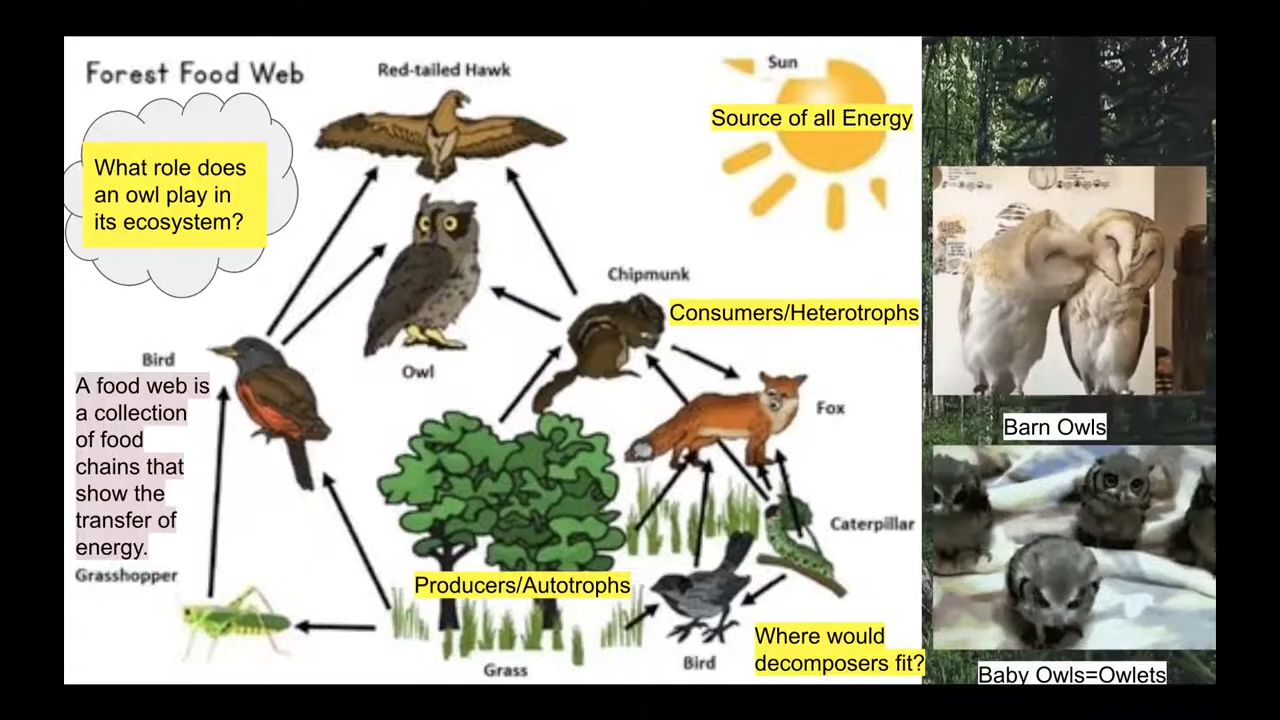 Forest Food Web
Red-tailed Hawk
Sun
Source of all Energy
What role does
an owl play in
its ecosystem?
Chipmunk
Consumers/Heterotrophs
Bird
Owl
A food web is
a collection
of food
chains that
show the
transfer of
energy.
Fox
Barn Owls
Caterpillar
Grasshopper
Producers/Autotrophs
Where would
decomposers fit?
Grass
Bird
Baby Owls=Owlets